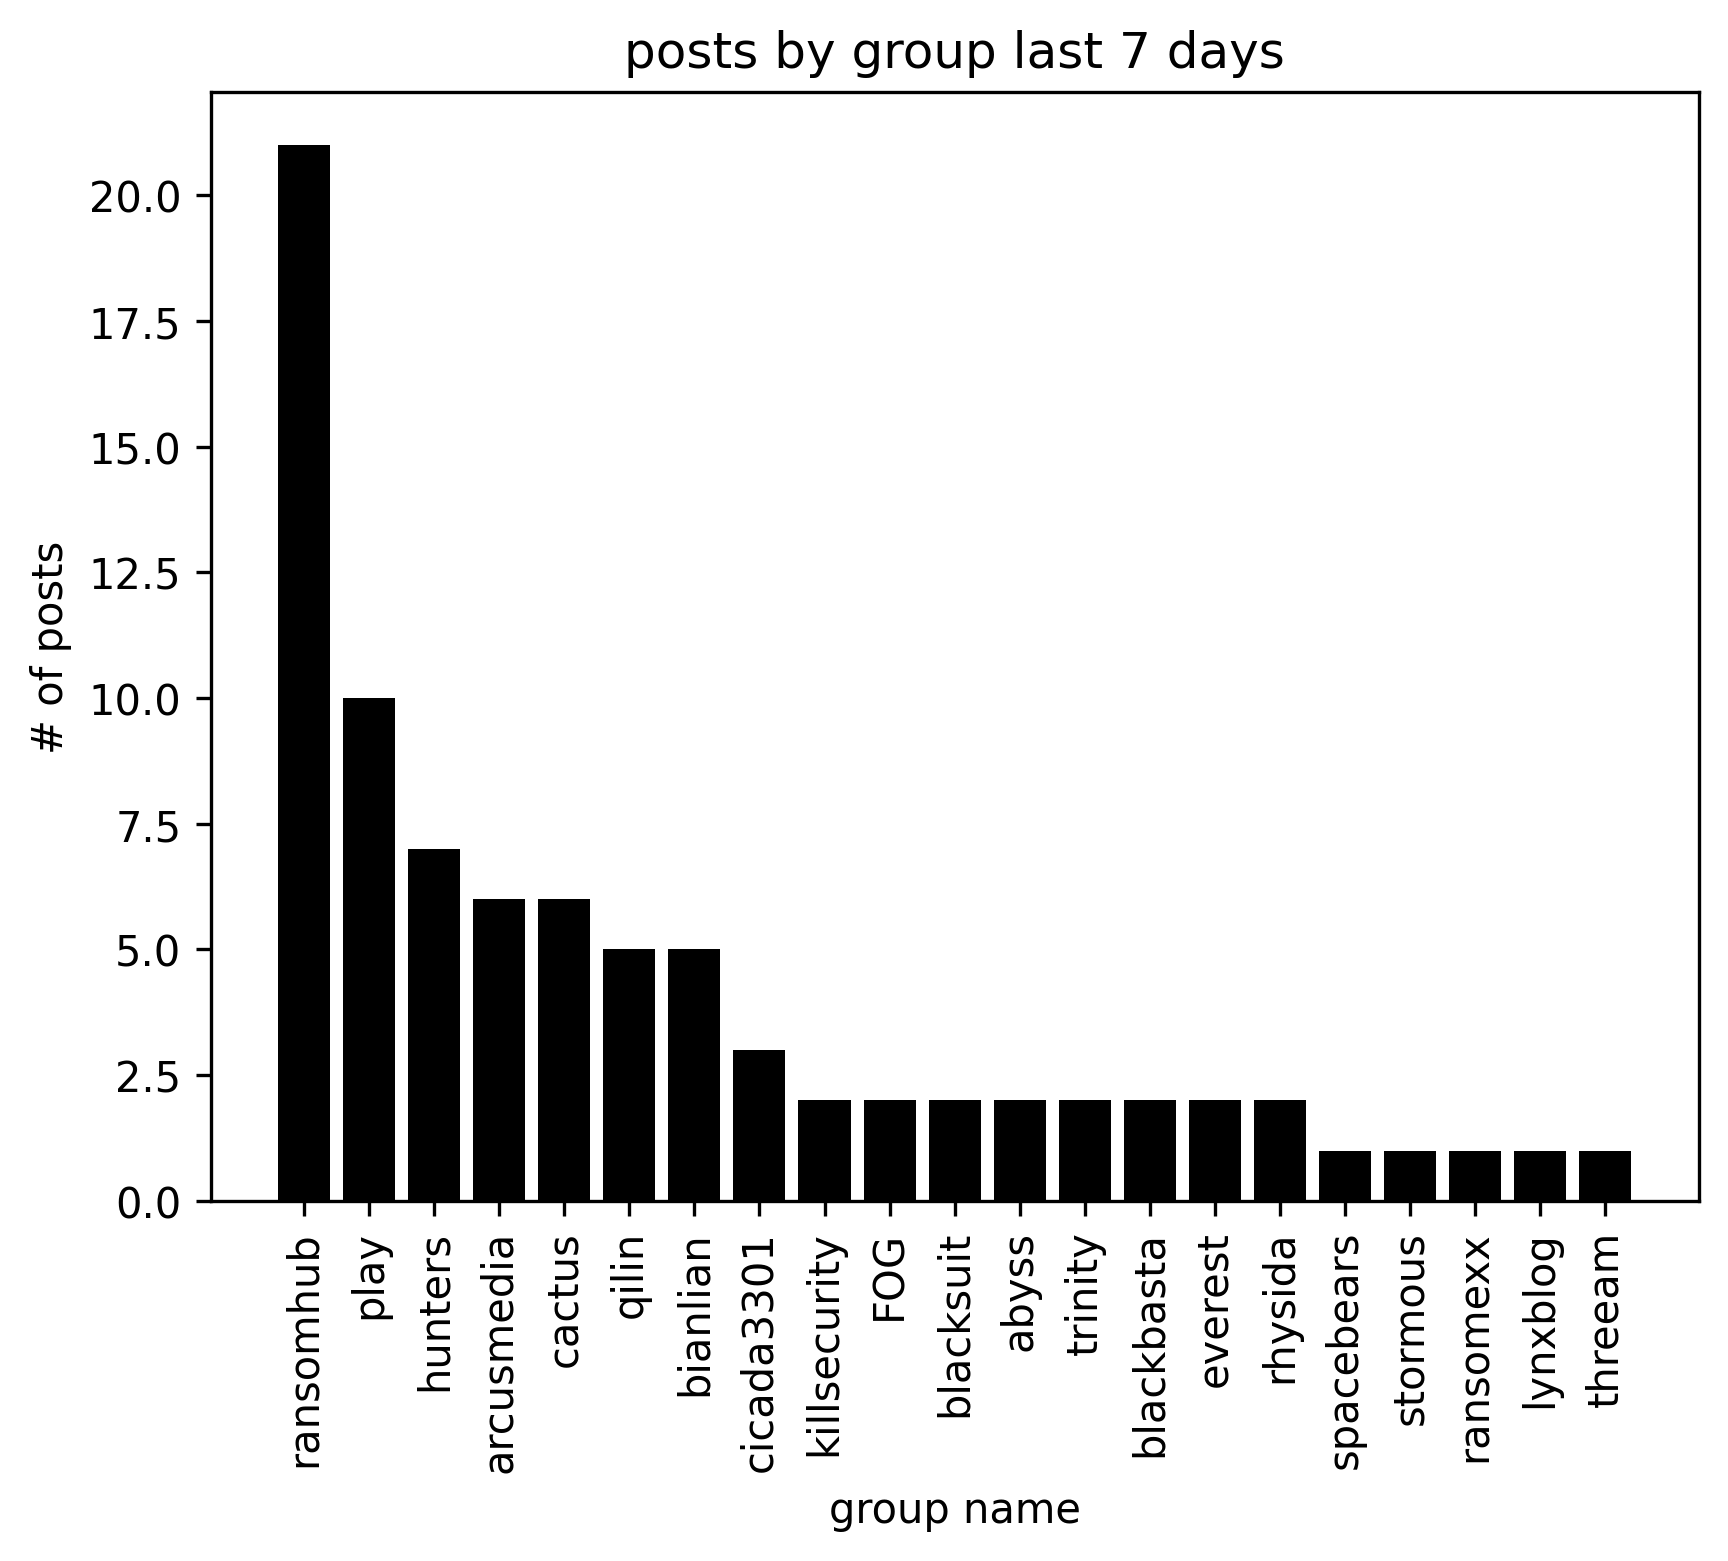 posts by group last 7 days
20.0
17.5
15.0
12.5
10.0
7.5
5.0
2.5
0.0
# of posts
ransomhub
play
hunters
arcusmedia
cactus
qilin
bianlian
cicada3301
killsecurity
FOG
blacksuit
abyss
trinity
blackbasta
everest
rhysida
spacebears
stormous
ransomexx
lynxblog
threeam
group name